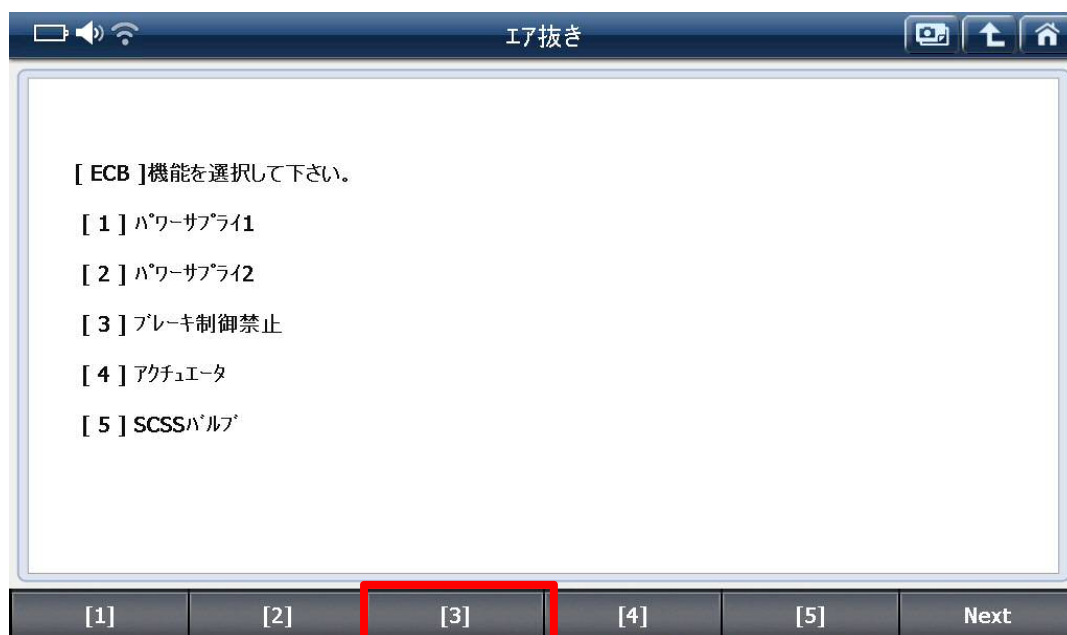 エア抜き
[ ECB ]機能を選択して下さい。
[ 1 ] ﾊﾟﾜｰｻﾌﾟﾗｲ1
[ 2 ] ﾊﾟﾜｰｻﾌﾟﾗｲ2
[ 3 ] ﾌﾞﾚｰｷ制御禁止
[ 4 ] ｱｸﾁｭｴｰﾀ
[ 5 ] SCSSﾊﾞﾙﾌﾞ
[1] [2] [3] [4] [5] Next